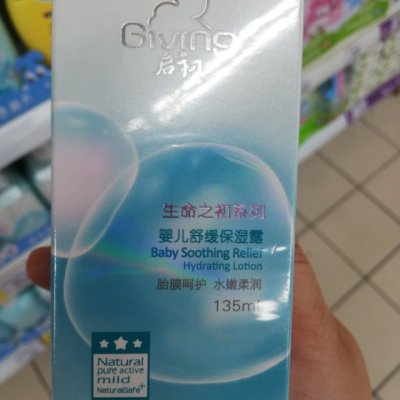 Giving
启初
生命之初系列
婴儿舒缓保湿露
Baby Soothing Relief
Hydrating Lotion
胎膜呵护 水嫩柔润
135ml
Natural
pure active
mild
NaturalSafe+